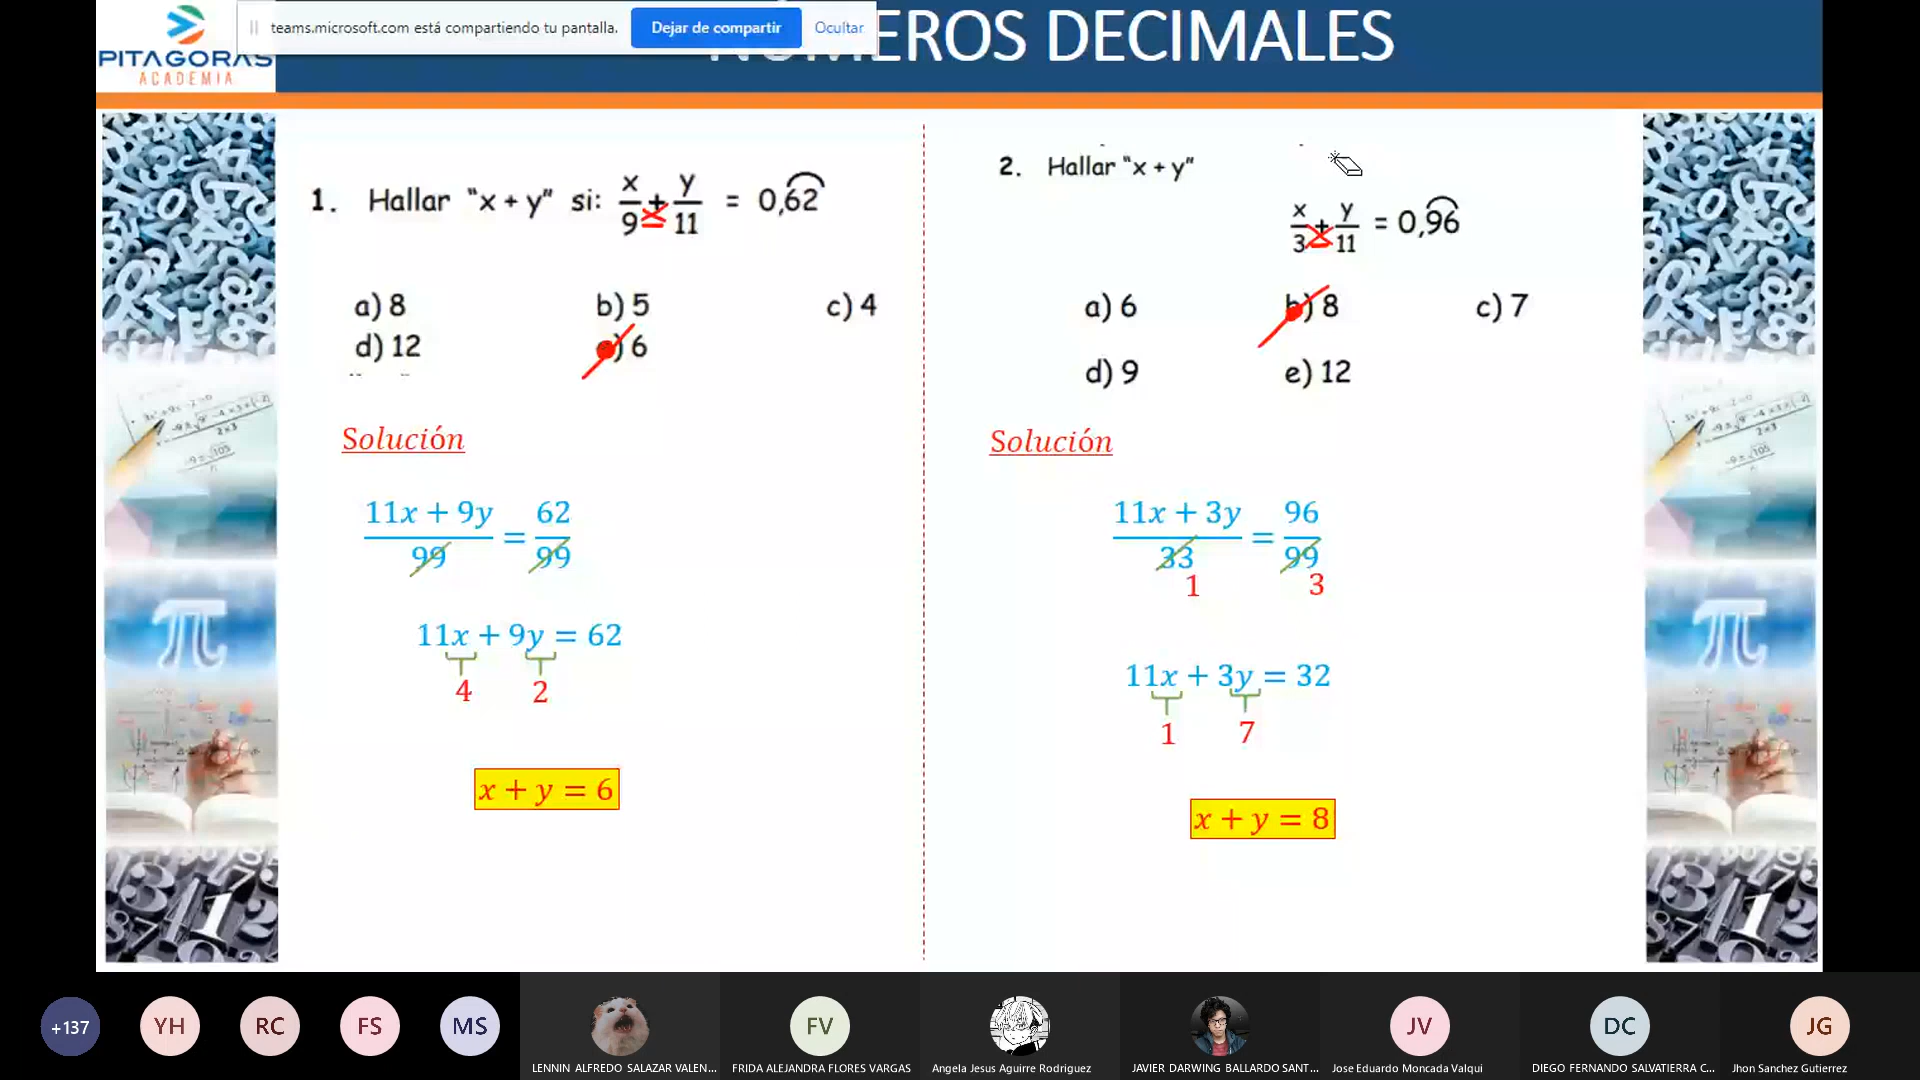 teams.microsoft.com está compartiendo tu pantalla. Dejar de compartir Ocultar
PITAGORAS
ACADEMIA
NÚMEROS DECIMALES
1. Hallar "x + y" si: x/9 + y/11 = 0,62
a) 8 b) 5 c) 4
d) 12 e) 6
Solución
11x + 9y / 99 = 62 / 99
11x + 9y = 62
4 2
x + y = 6
2. Hallar "x + y"
x/3 + y/11 = 0,96
a) 6 b) 8 c) 7
d) 9 e) 12
Solución
11x + 3y / 33 = 96 / 99
1 3
11x + 3y = 32
1 7
x + y = 8
+137 YH RC FS MS FV JV DC JG
LENNIN ALFREDO SALAZAR VALEN... FRIDA ALEJANDRA FLORES VARGAS Angela Jesus Aguirre Rodriguez JAVIER DARWING BALLARDO SANT... Jose Eduardo Moncada Valqui DIEGO FERNANDO SALVATIERRA C... Jhon Sanchez Gutierrez